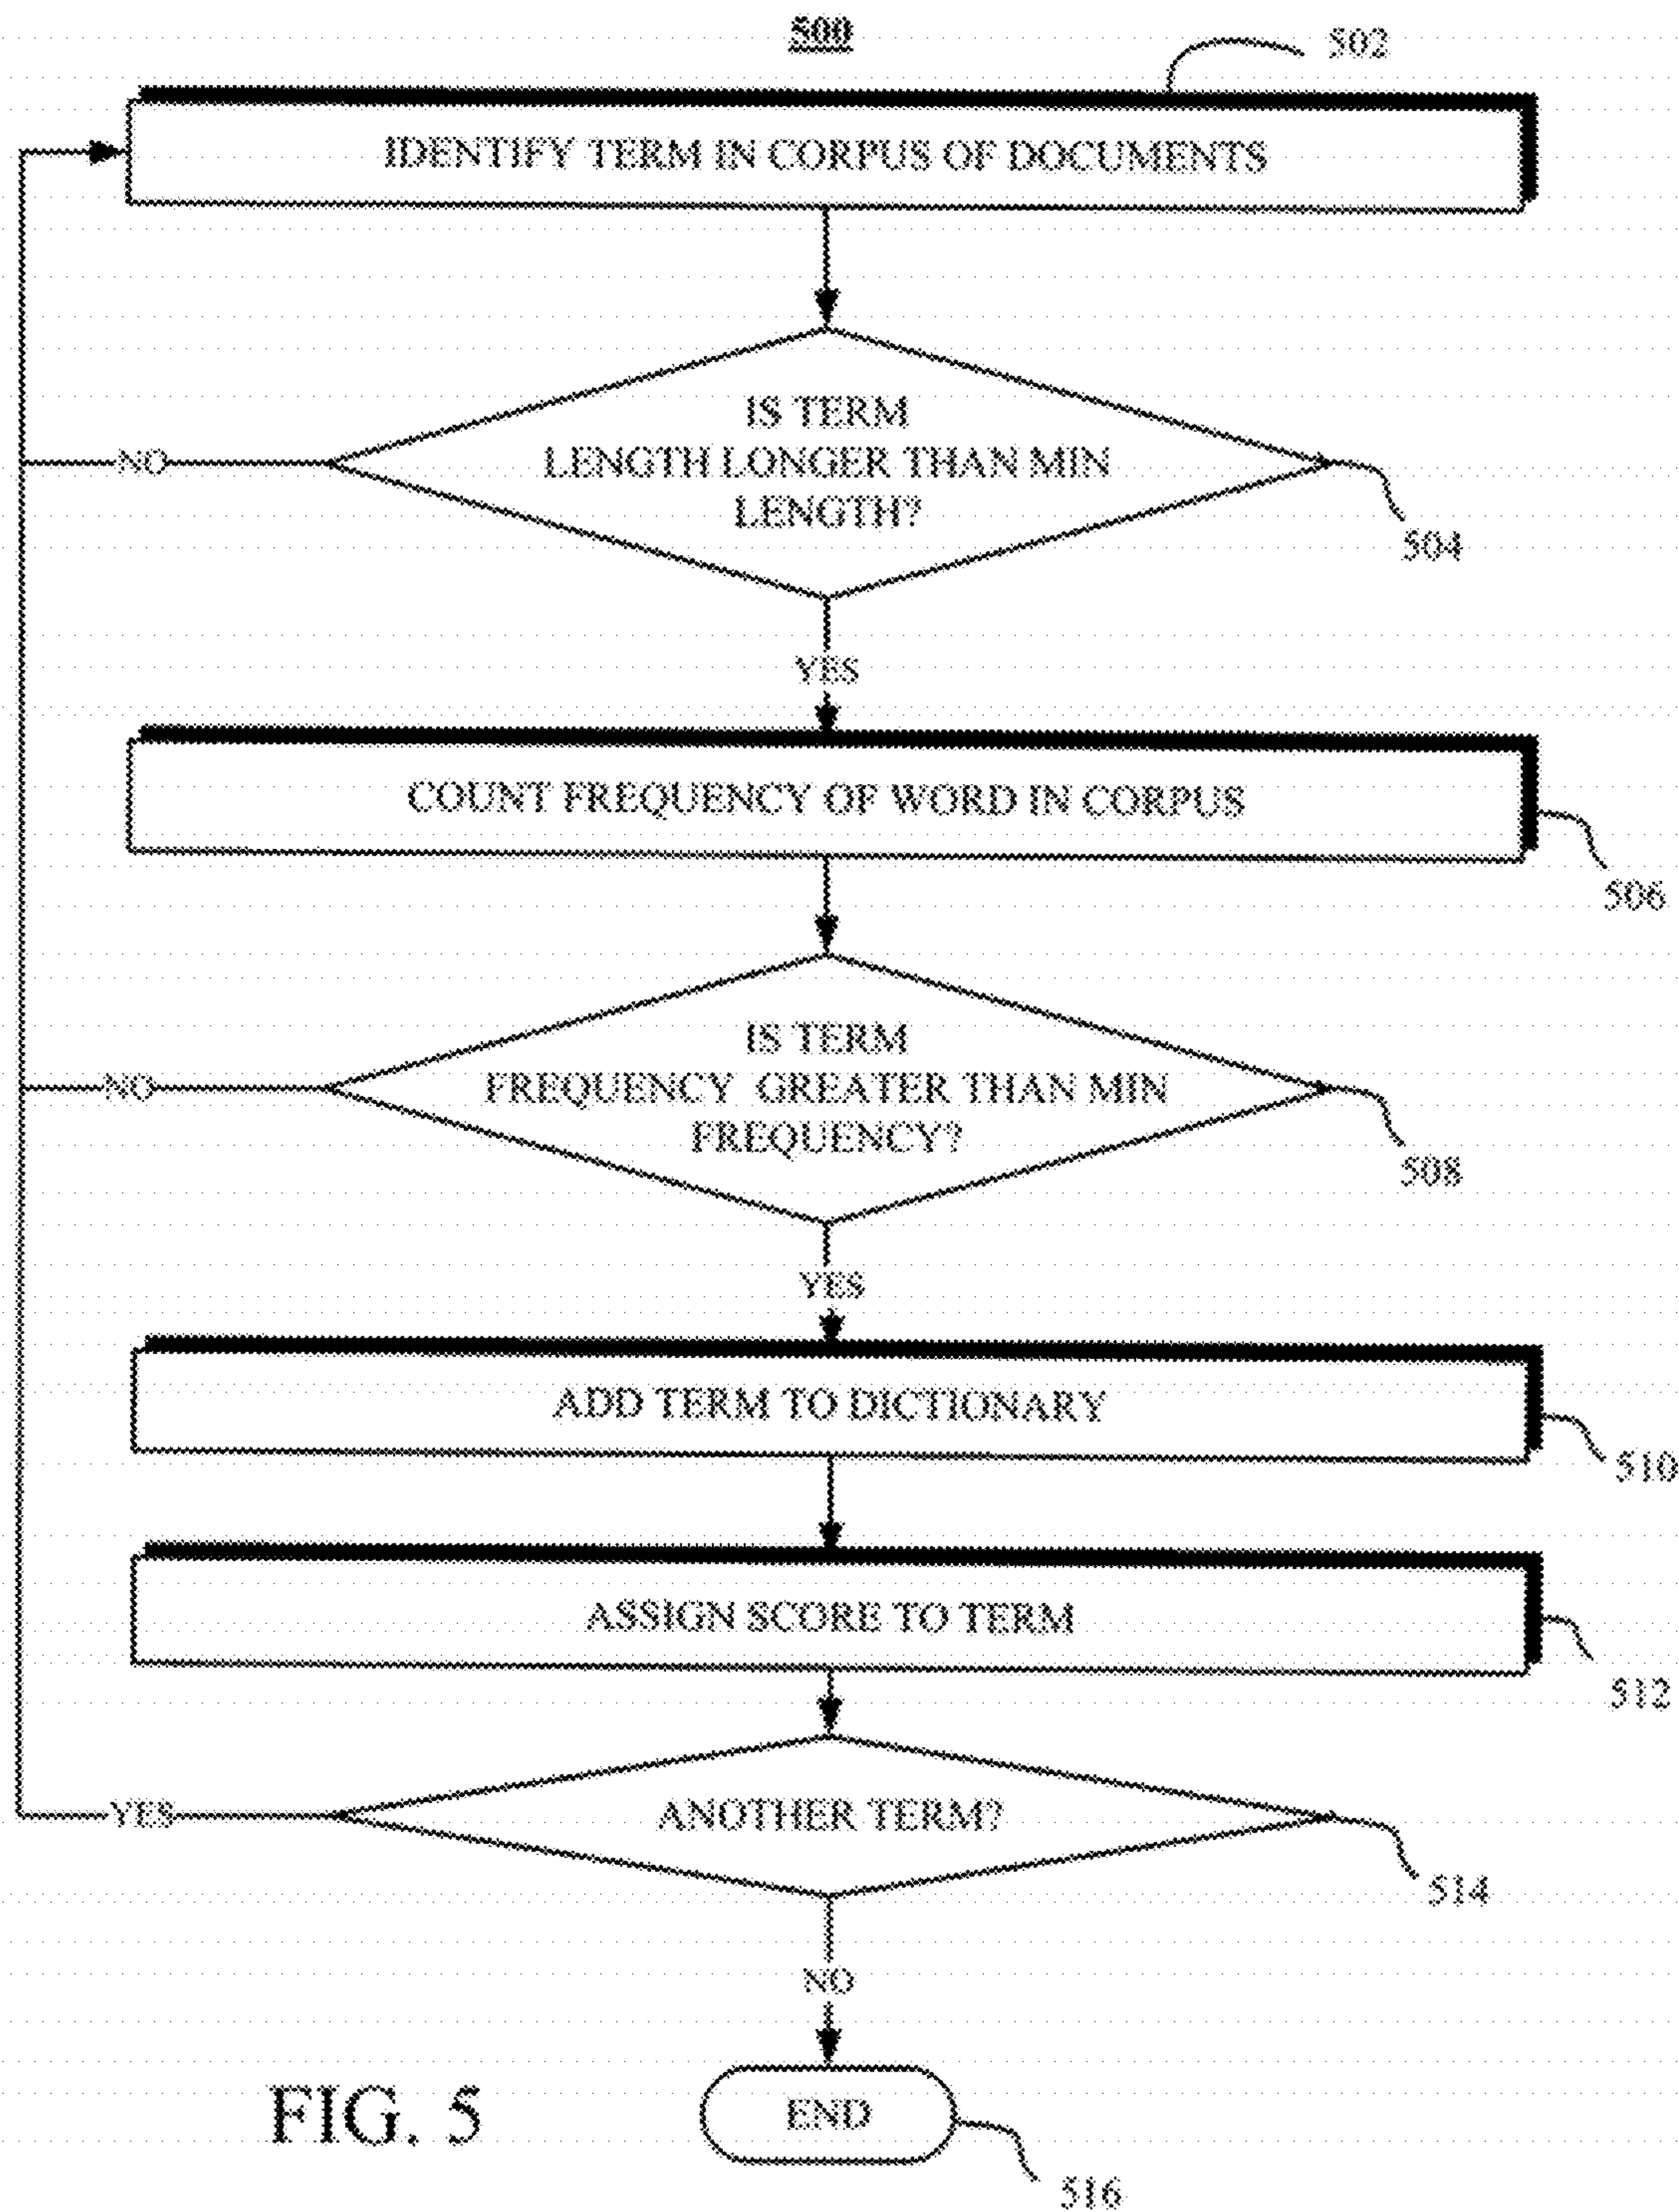 500
502
IDENTIFY TERM IN CORPUS OF DOCUMENTS
IS TERM
LENGTH LONGER THAN MIN
LENGTH?
NO
504
YES
COUNT FREQUENCY OF WORD IN CORPUS
506
IS TERM
FREQUENCY GREATER THAN MIN
FREQUENCY?
NO
508
YES
ADD TERM TO DICTIONARY
510
ASSIGN SCORE TO TERM
512
ANOTHER TERM?
YES
514
NO
END
516
FIG. 5